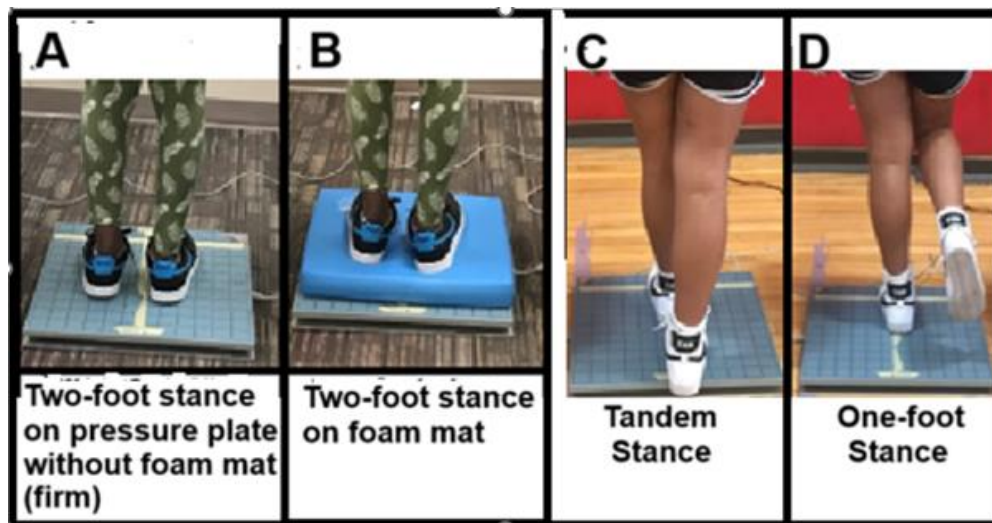 A
B
C
D
Two-foot stance
on pressure plate
without foam mat
(firm)
Two-foot stance
on foam mat
Tandem
Stance
One-foot
Stance